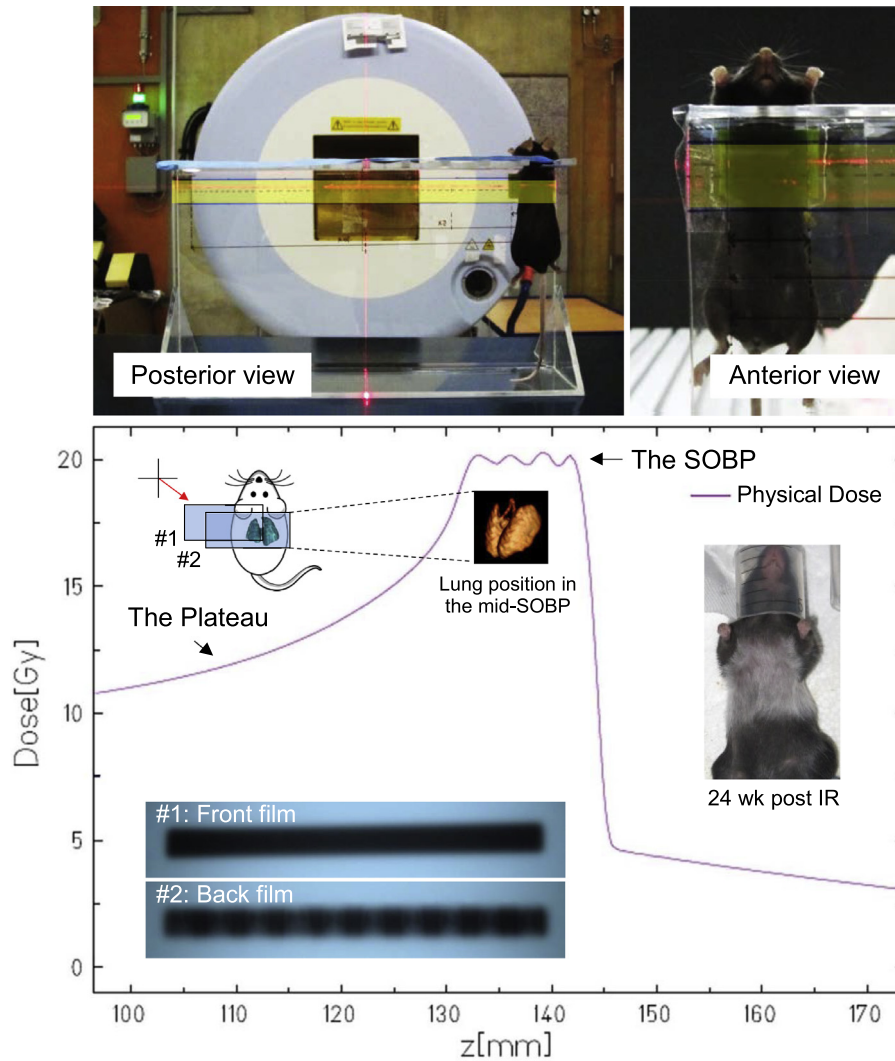 Posterior view
Anterior view
20
15
10
5
0
Dose[Gy]
The SOBP
Physical Dose
#1
#2
Lung position in
the mid-SOBP
The Plateau
24 wk post IR
#1: Front film
#2: Back film
100
110
120
130
140
150
160
170
z[mm]